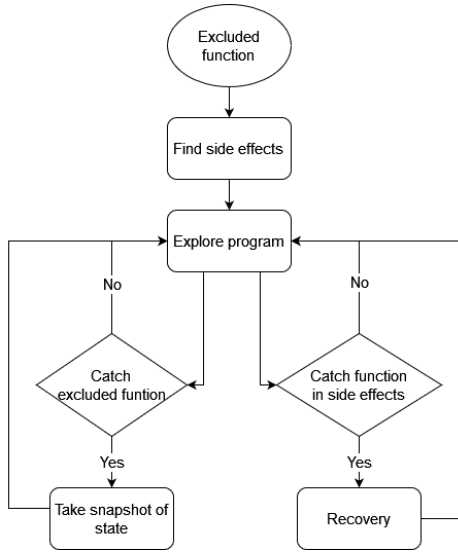 Excluded
function
Find side effects
Explore program
No
No
Catch
excluded funtion
Catch function
in side effects
Yes
Yes
Take snapshot of
state
Recovery